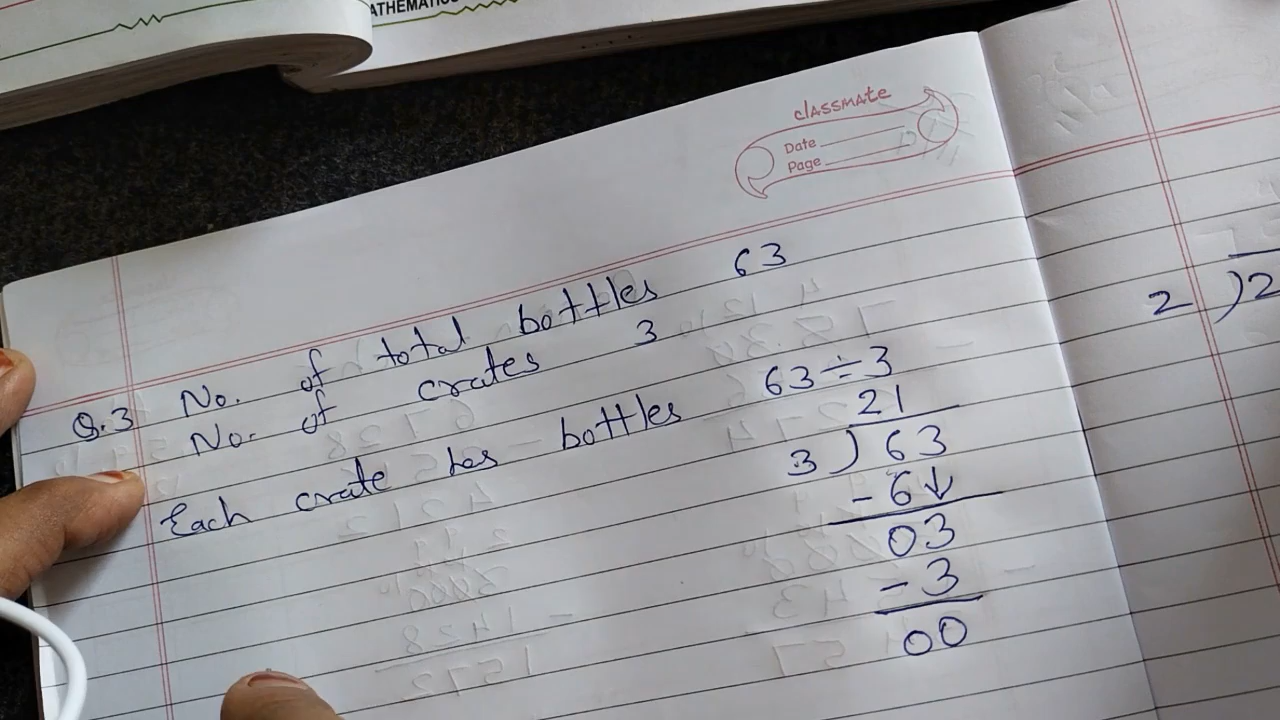 MATHEMATICS
classmate
Date
Page
Q.3 No. of total bottles 63
No. of crates 3
Each crate has bottles 63÷3
21
3)63
-6↓
03
-3
00
2)2